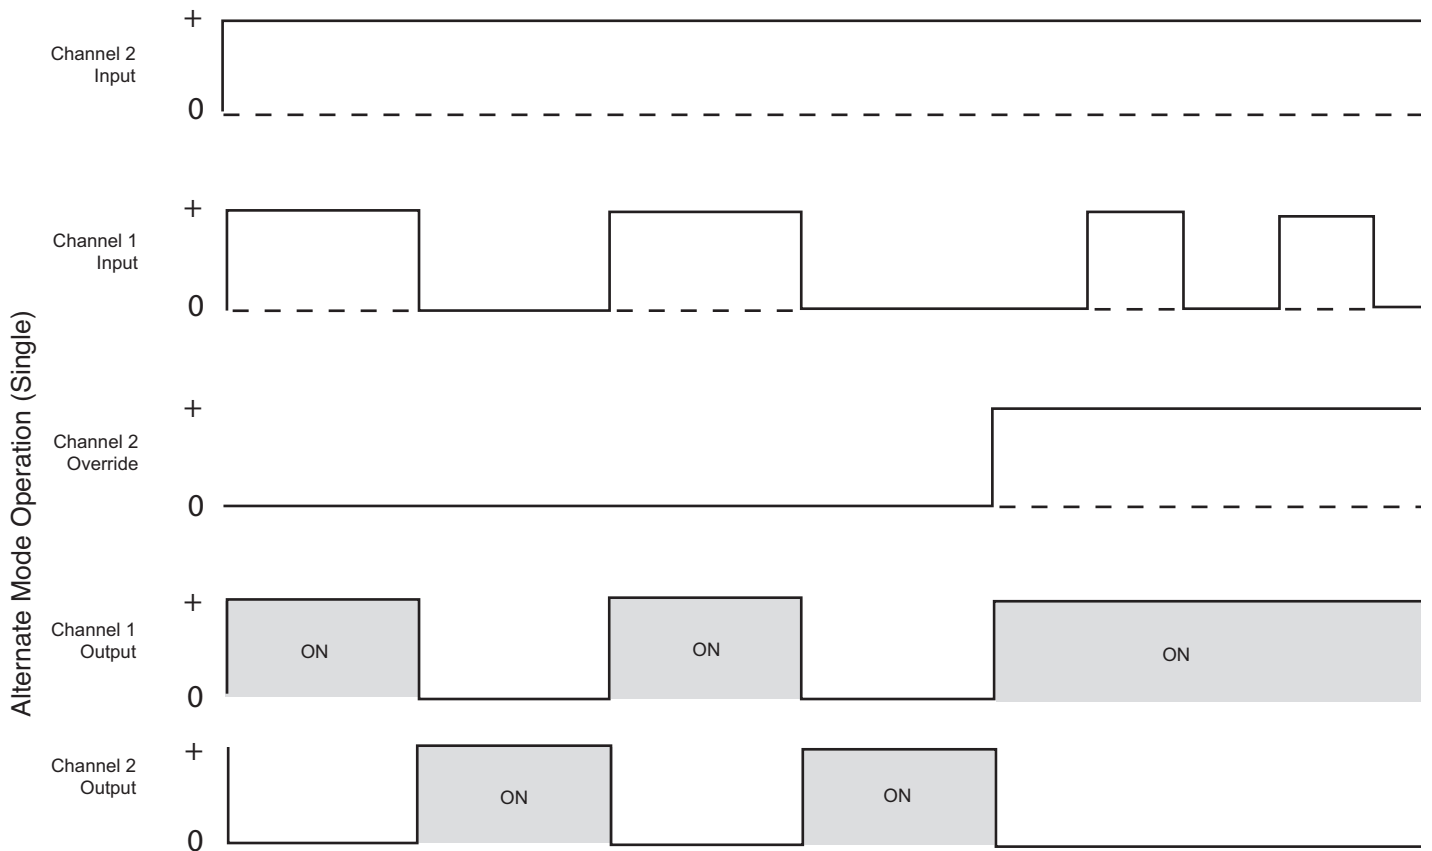 Alternate Mode Operation (Single)
Channel 2
Input
+
0
Channel 1
Input
+
0
Channel 2
Override
+
0
Channel 1
Output
+
0
ON
ON
ON
Channel 2
Output
+
0
ON
ON